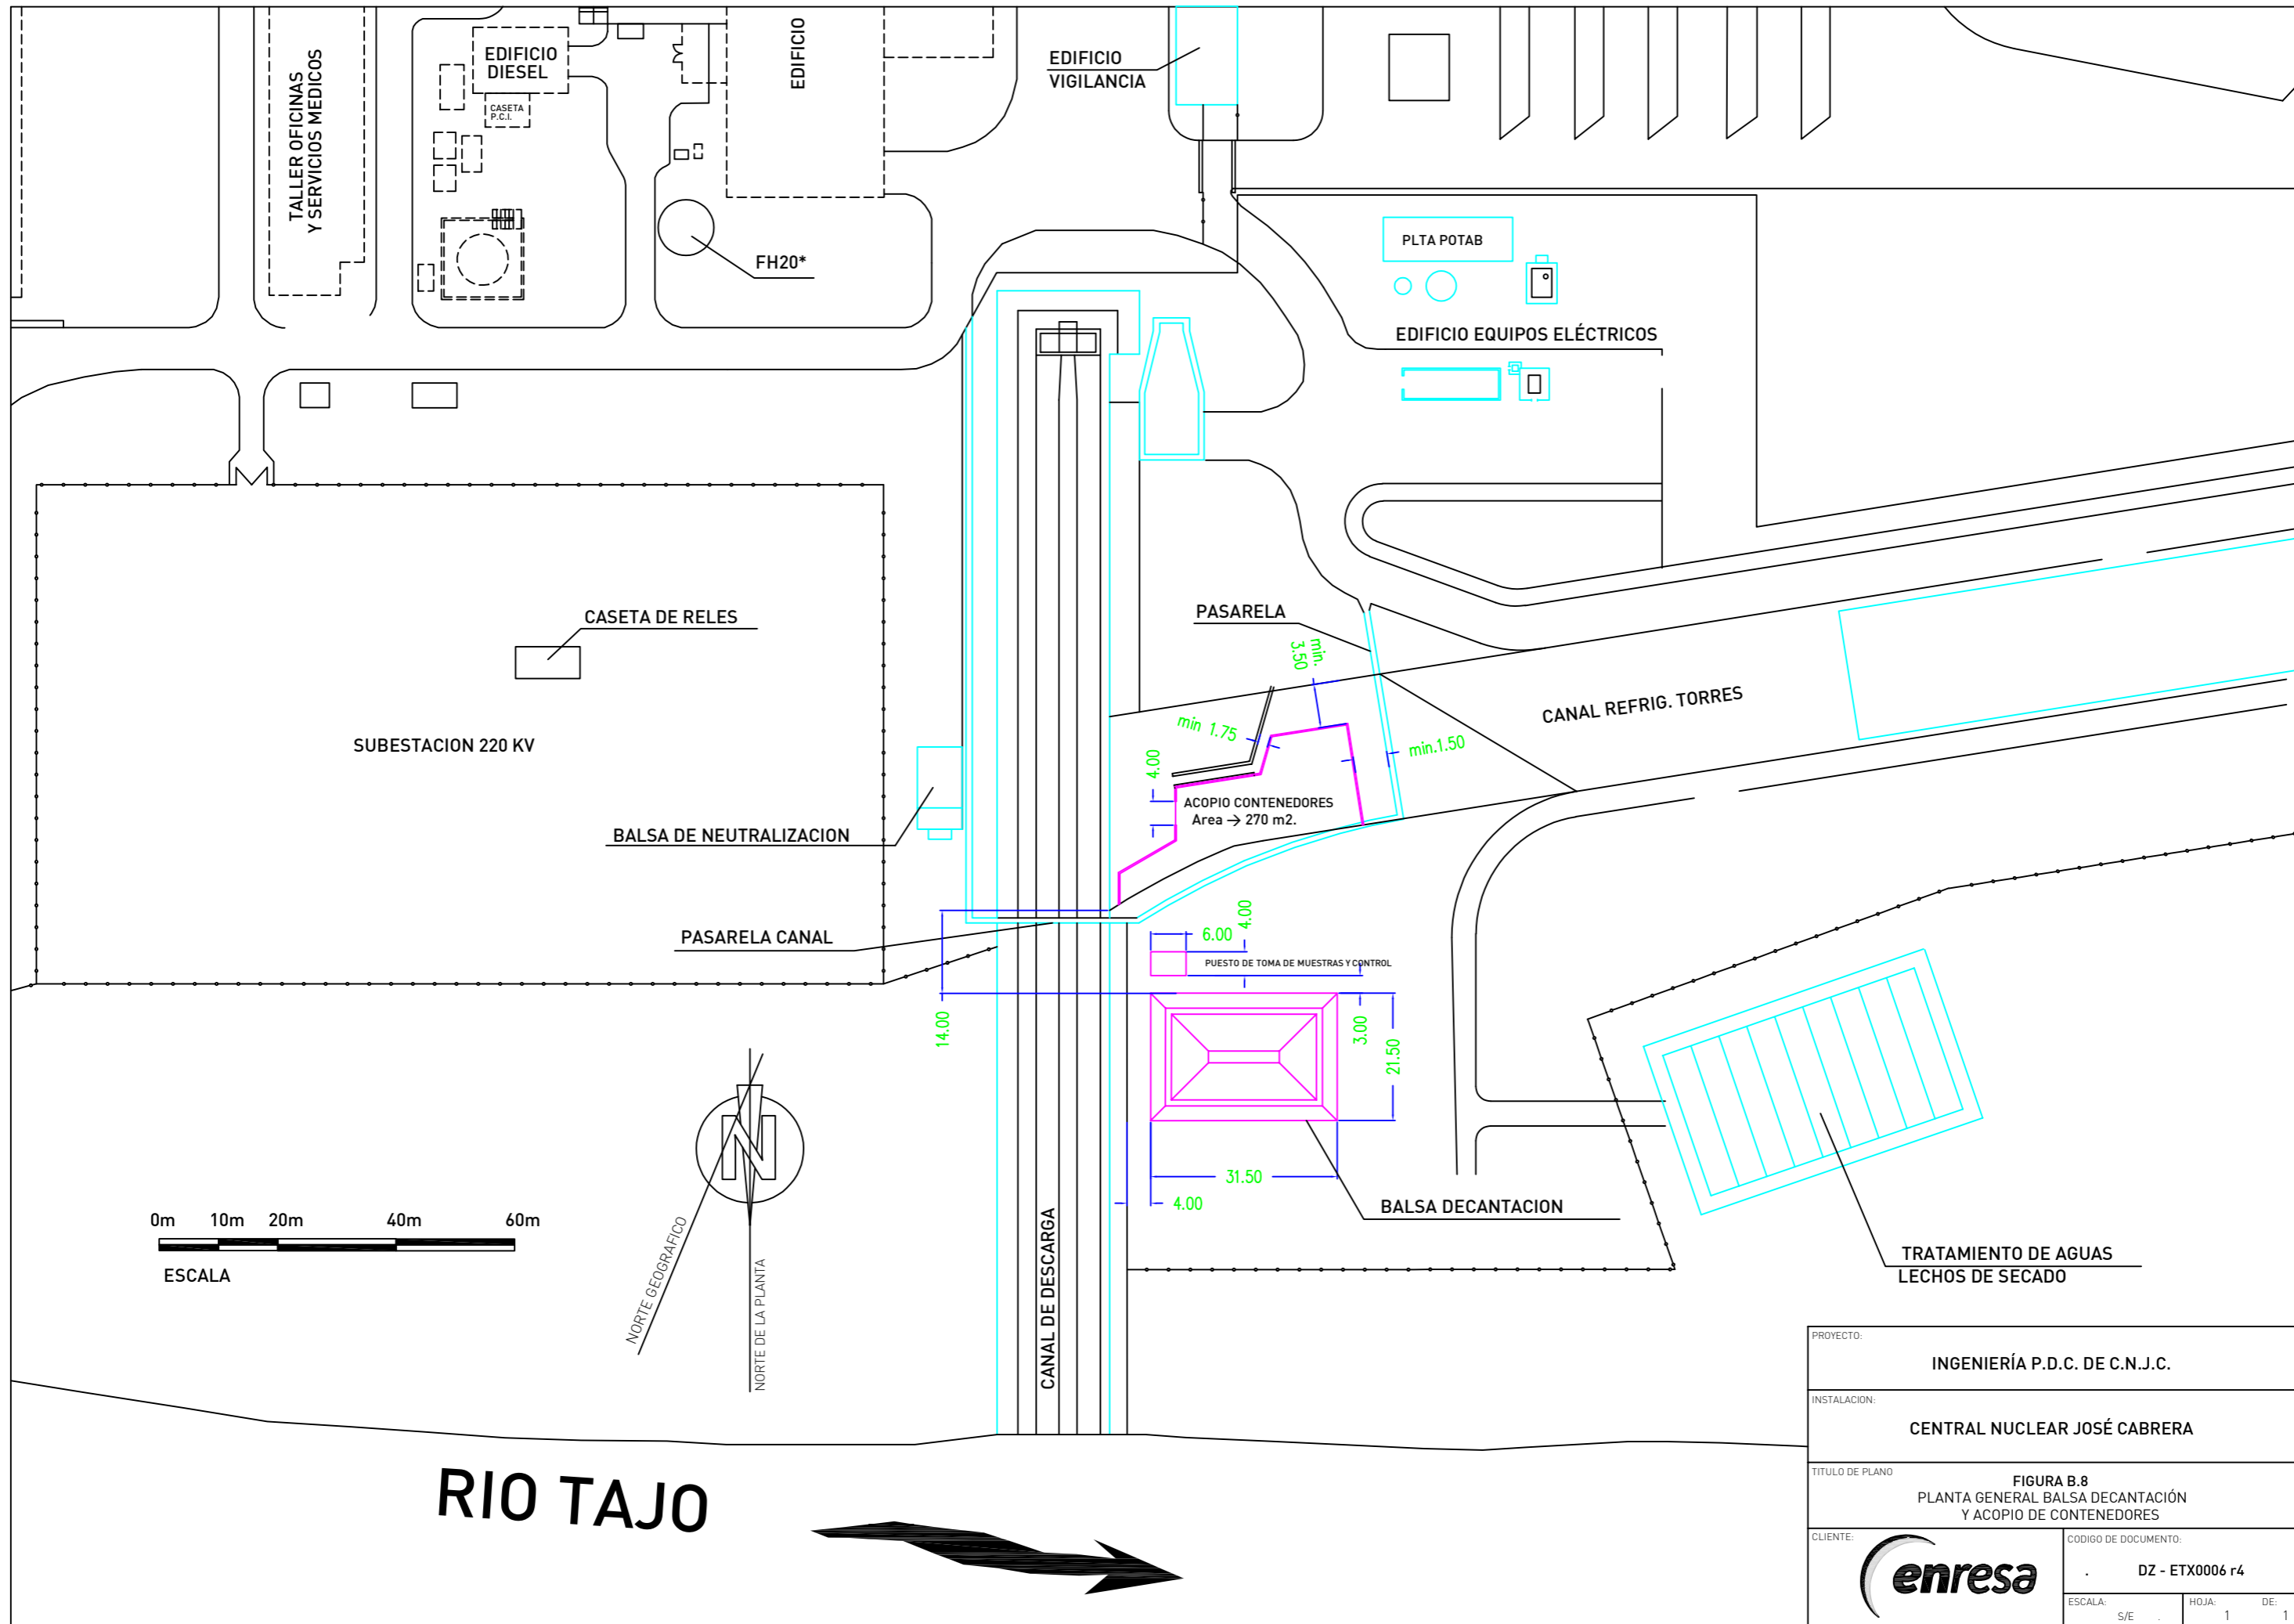 TALLER OFICINAS
Y SERVICIOS MEDICOS
EDIFICIO
DIESEL
CASETA
P.C.I.
EDIFICIO
FH20*
EDIFICIO
VIGILANCIA
PLTA POTAB
EDIFICIO EQUIPOS ELÉCTRICOS
CASETA DE RELES
SUBESTACION 220 KV
PASARELA
min.
3.50
min 1.75
min.1.50
4.00
CANAL REFRIG. TORRES
ACOPIO CONTENEDORES
Area → 270 m2.
BALSA DE NEUTRALIZACION
PASARELA CANAL
6.00
4.00
PUESTO DE TOMA DE MUESTRAS Y CONTROL
14.00
3.00
21.50
31.50
4.00
BALSA DECANTACION
CANAL DE DESCARGA
TRATAMIENTO DE AGUAS
LECHOS DE SECADO
0m 10m 20m 40m 60m
ESCALA
N
NORTE GEOGRAFICO
NORTE DE LA PLANTA
RIO TAJO
PROYECTO:
INGENIERÍA P.D.C. DE C.N.J.C.
INSTALACION:
CENTRAL NUCLEAR JOSÉ CABRERA
TITULO DE PLANO
FIGURA B.8
PLANTA GENERAL BALSA DECANTACIÓN
Y ACOPIO DE CONTENEDORES
CLIENTE:
enresa
CODIGO DE DOCUMENTO:
. DZ - ETX0006 r4
ESCALA:
S/E .
HOJA: DE:
1 1